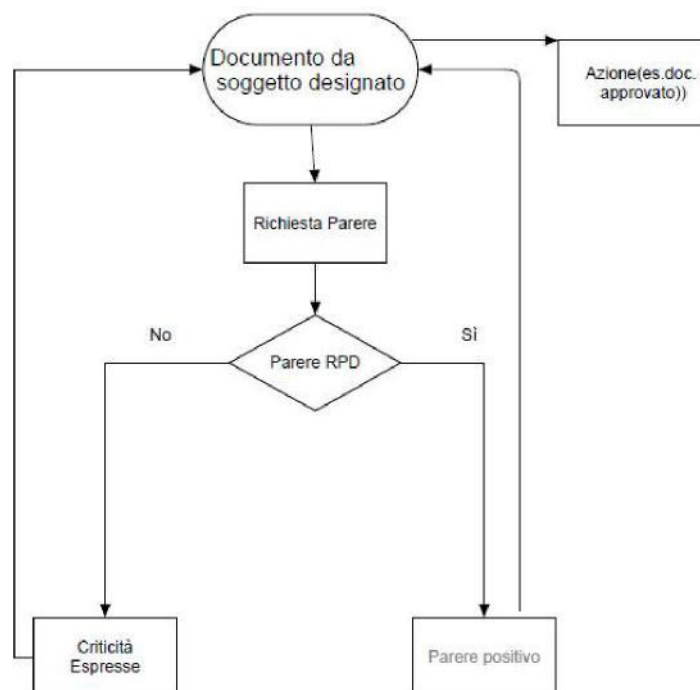 Documento da
soggetto designato
Azione(es.doc.
approvato))
Richiesta Parere
No
Sì
Parere RPD
Criticità
Espresse
Parere positivo